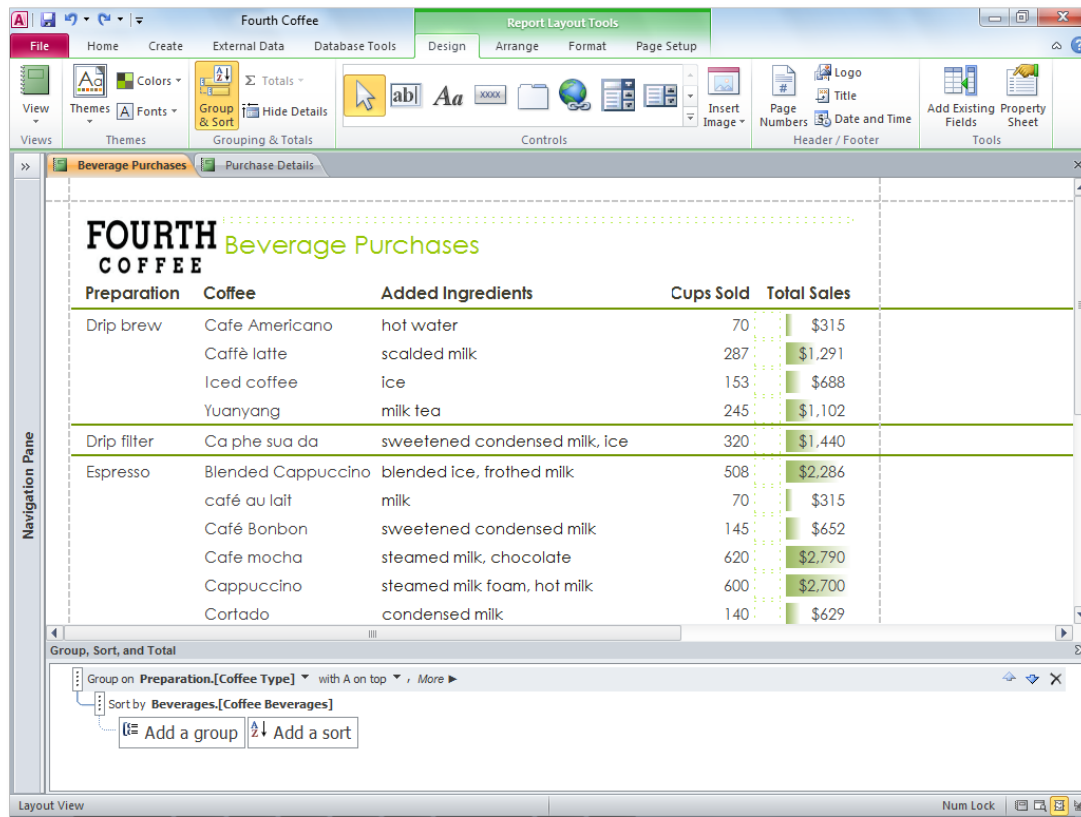 A Fourth Coffee Report Layout Tools
File Home Create External Data Database Tools Design Arrange Format Page Setup
View Aa Themes Colors Fonts A Group & Sort A Z Σ Totals Hide Details ab| Aa xxxx Insert Image # Page Numbers Logo Title Date and Time Add Existing Fields Property Sheet
Views Themes Grouping & Totals Controls Header / Footer Tools
Beverage Purchases Purchase Details
FOURTH
COFFEE
Beverage Purchases
Preparation Coffee Added Ingredients Cups Sold Total Sales
Drip brew Cafe Americano hot water 70 $315
Caffè latte scalded milk 287 $1,291
Iced coffee ice 153 $688
Yuanyang milk tea 245 $1,102
Drip filter Ca phe sua da sweetened condensed milk, ice 320 $1,440
Espresso Blended Cappuccino blended ice, frothed milk 508 $2,286
café au lait milk 70 $315
Café Bonbon sweetened condensed milk 145 $652
Cafe mocha steamed milk, chocolate 620 $2,790
Cappuccino steamed milk foam, hot milk 600 $2,700
Cortado condensed milk 140 $629
Navigation Pane
Group, Sort, and Total
Group on Preparation.[Coffee Type] with A on top , More
Sort by Beverages.[Coffee Beverages]
Add a group Add a sort
Layout View Num Lock